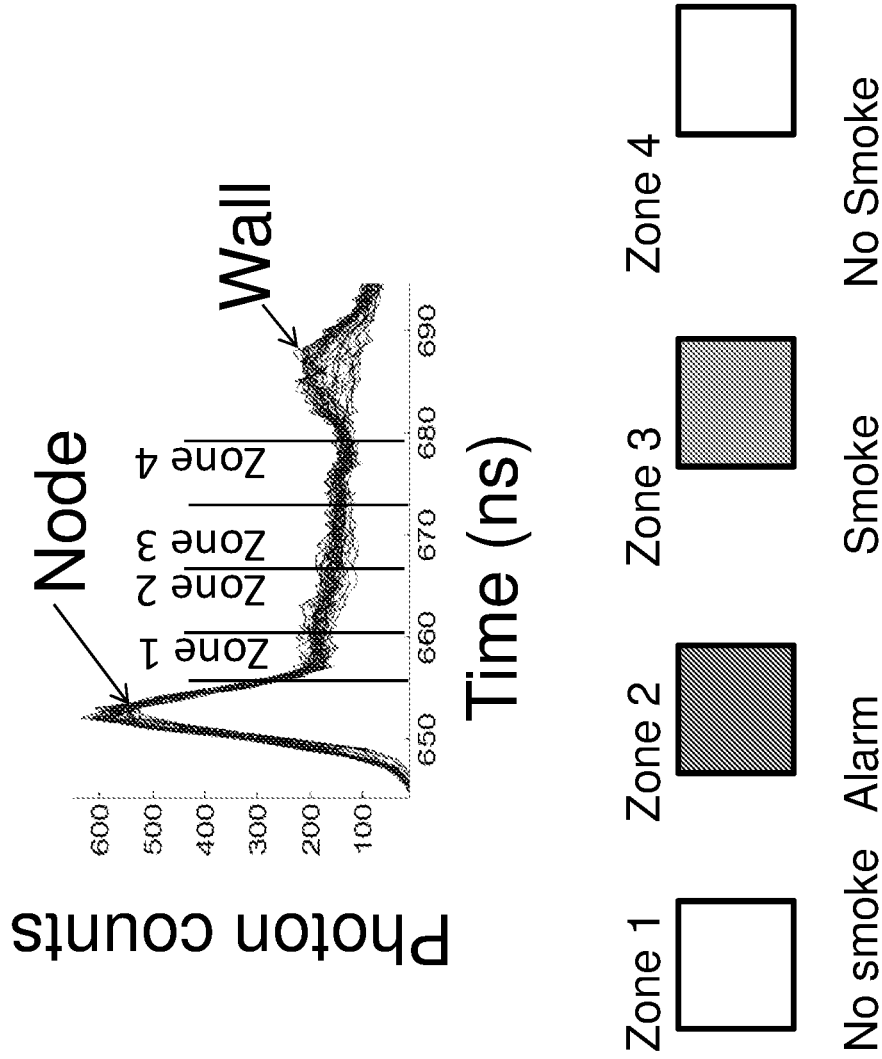 Photon counts
600
500
400
300
200
100
Node
Wall
Zone 1
Zone 2
Zone 3
Zone 4
650
660
670
680
690
Time (ns)
Zone 1
Zone 2
Zone 3
Zone 4
No smoke
Alarm
Smoke
No Smoke